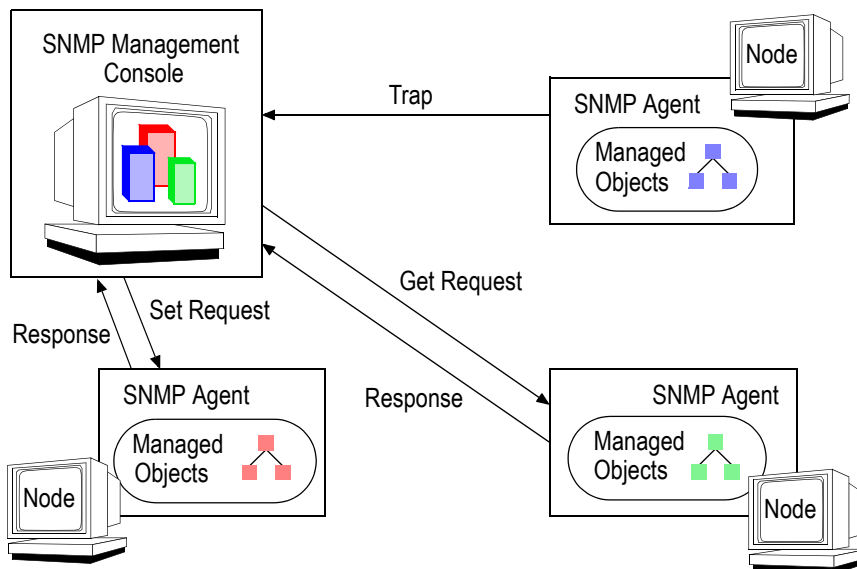 SNMP Management
Console
Node
Trap
SNMP Agent
Managed
Objects
Get Request
Set Request
Response
SNMP Agent
Managed
Objects
Node
Response
SNMP Agent
Managed
Objects
Node